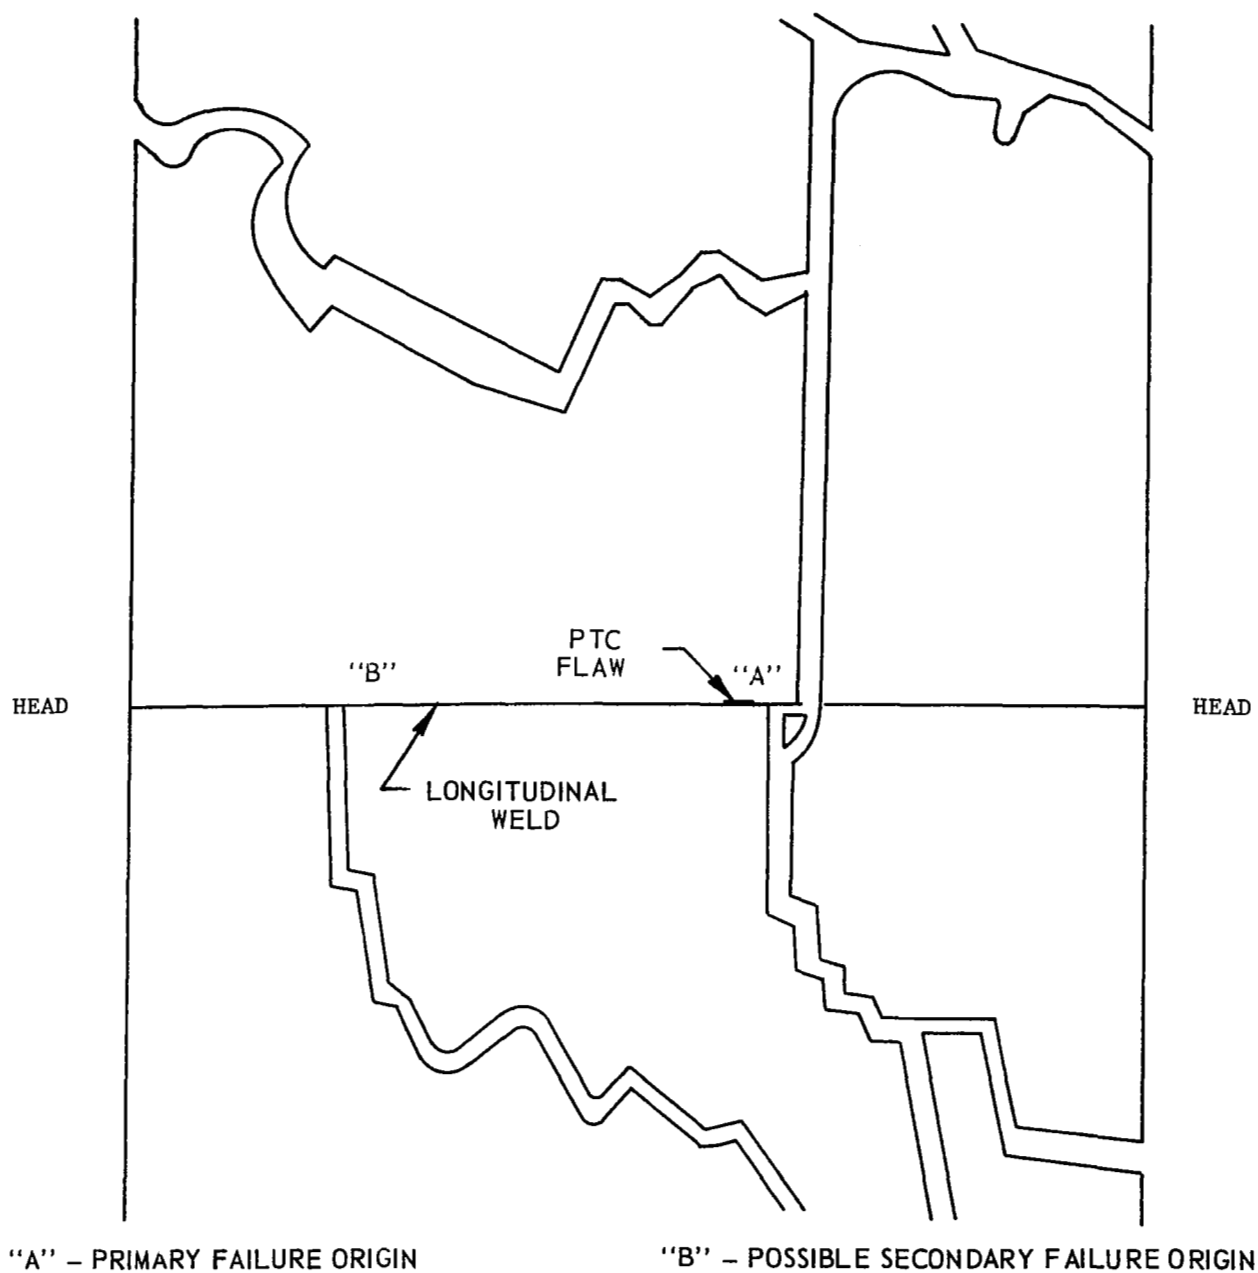 PTC
FLAW
"A"
"B"
HEAD
HEAD
LONGITUDINAL
WELD
"A" – PRIMARY FAILURE ORIGIN
"B" – POSSIBLE SECONDARY FAILURE ORIGIN